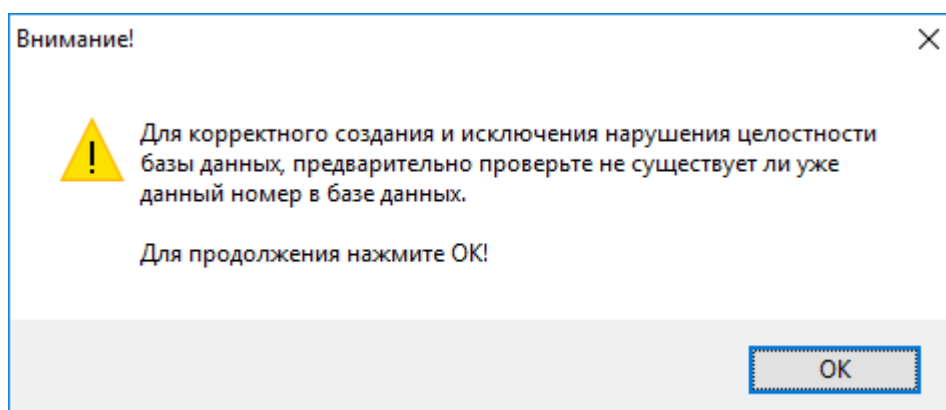 Внимание!
Для корректного создания и исключения нарушения целостности
базы данных, предварительно проверьте не существует ли уже
данный номер в базе данных.
Для продолжения нажмите ОК!
ОК